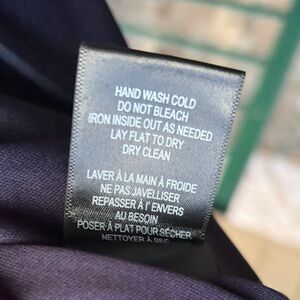 HAND WASH COLD
DO NOT BLEACH
IRON INSIDE OUT AS NEEDED
LAY FLAT TO DRY
DRY CLEAN
LAVER À LA MAIN À FROIDE
NE PAS JAVELLISER
REPASSER À l' ENVERS
AU BESOIN
POSER À PLAT POUR SÉCHER
NETTOYER À SEC